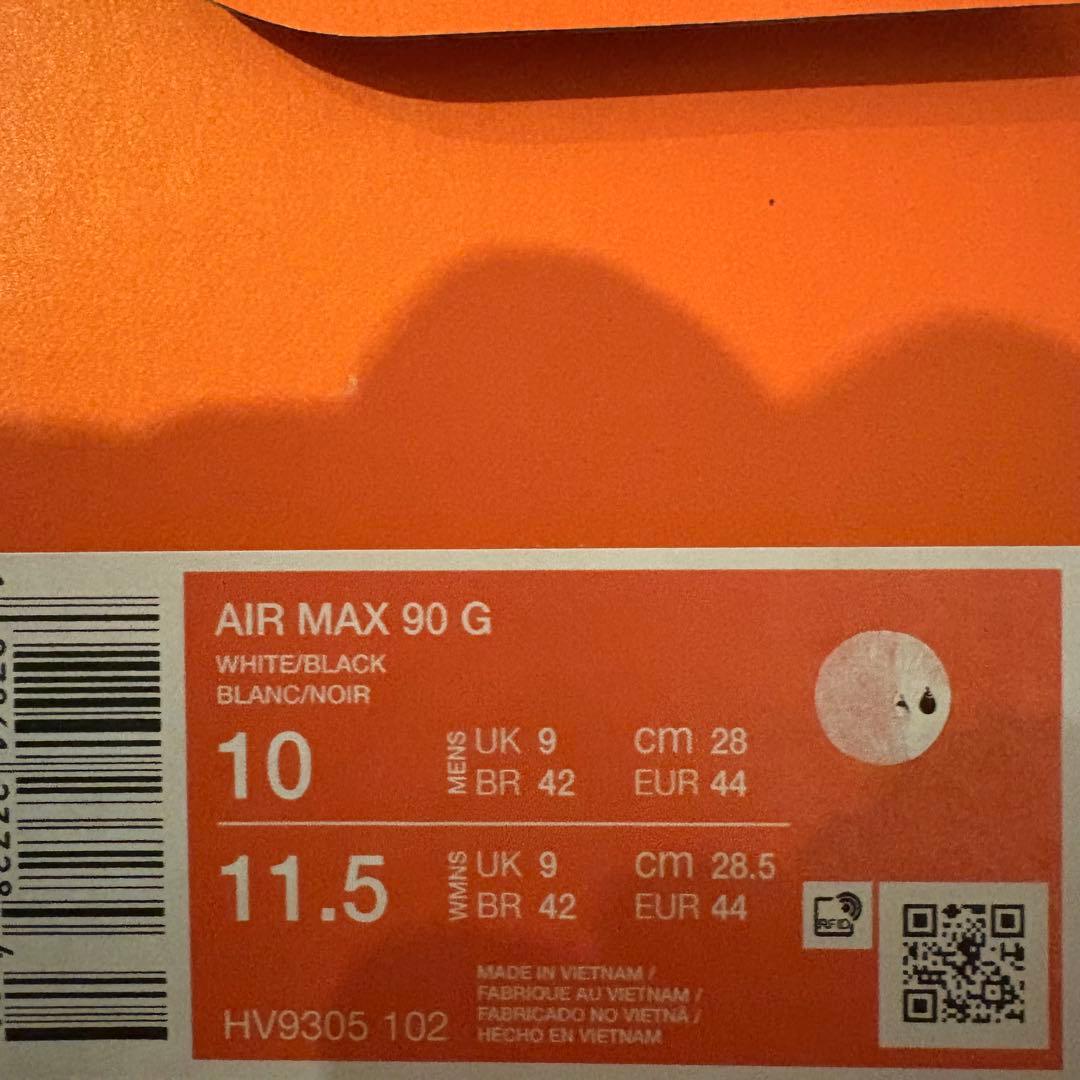 AIR MAX 90 G
WHITE/BLACK
BLANC/NOIR
10 MENS UK 9 cm 28
BR 42 EUR 44
11.5 WMNS UK 9 cm 28.5
BR 42 EUR 44
RFID
HV9305 102
MADE IN VIETNAM /
FABRIQUE AU VIETNAM /
FABRICADO NO VIETNÃ /
HECHO EN VIETNAM